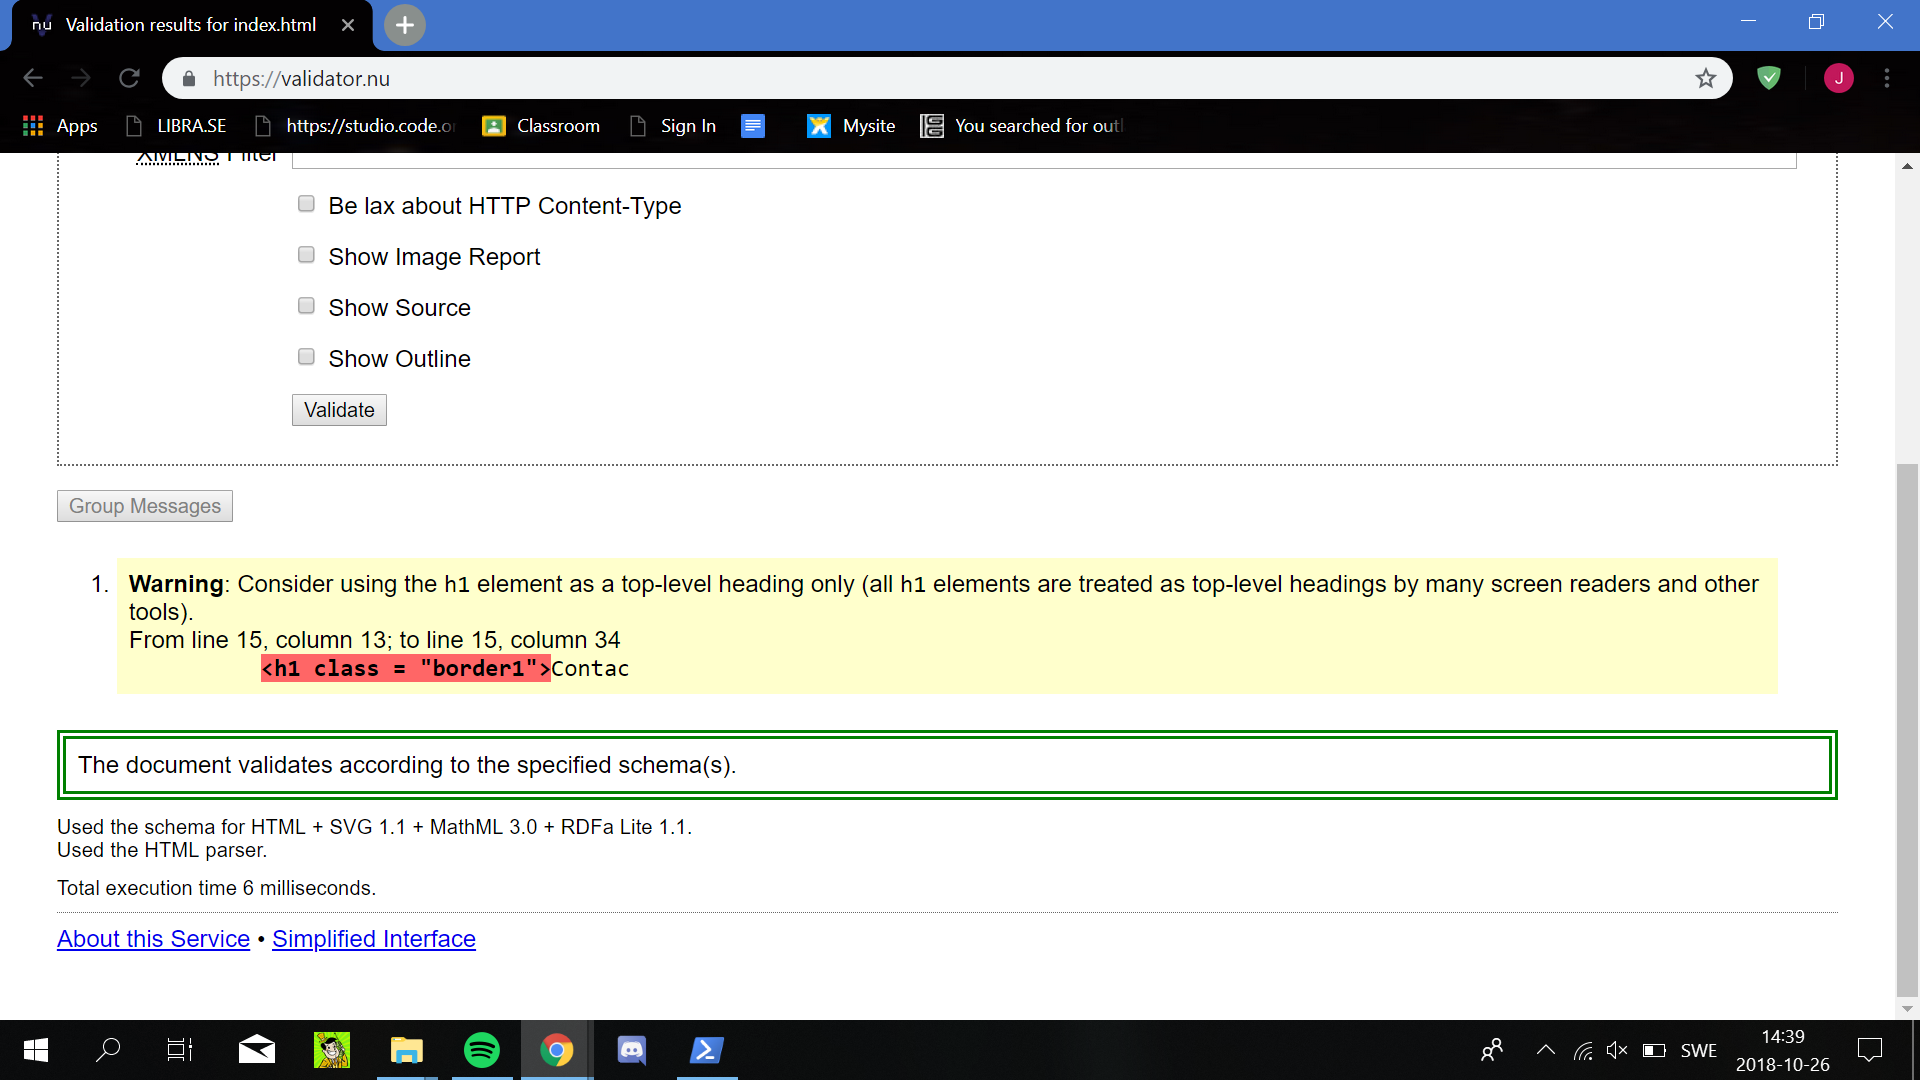 nu Validation results for index.html
https://validator.nu
J
Apps LIBRA.SE https://studio.code.o Classroom Sign In Mysite You searched for out
XMLNS Filter
Be lax about HTTP Content-Type
Show Image Report
Show Source
Show Outline
Validate
Group Messages
1. Warning: Consider using the h1 element as a top-level heading only (all h1 elements are treated as top-level headings by many screen readers and other
tools).
From line 15, column 13; to line 15, column 34
<h1 class = "border1">Contac
The document validates according to the specified schema(s).
Used the schema for HTML + SVG 1.1 + MathML 3.0 + RDFa Lite 1.1.
Used the HTML parser.
Total execution time 6 milliseconds.
About this Service • Simplified Interface
SWE
14:39
2018-10-26